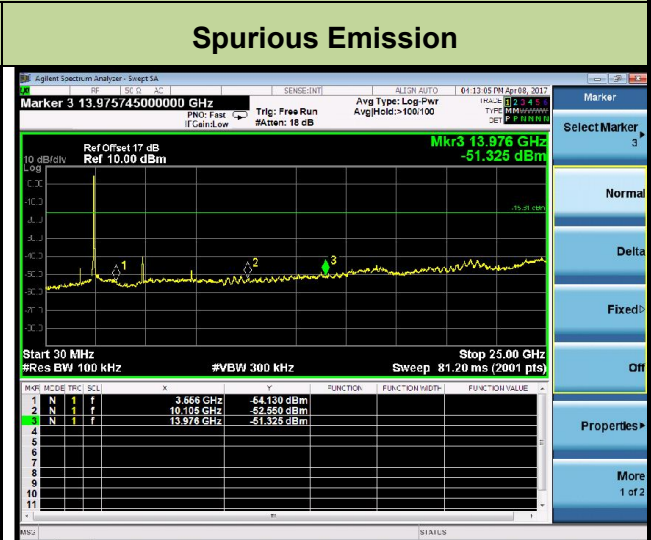 Spurious Emission
Agilent Spectrum Analyzer - Swept SA
RF 50 Ω AC SENSE:INT ALIGN AUTO 04:13:05 PM Apr 08, 2017
Marker 3 13.975745000000 GHz
PNO: Fast
IFGain:Low
Trig: Free Run
#Atten: 18 dB
Avg Type: Log-Pwr
Avg|Hold:>100/100
TRACE 1 2 3 4 5 6
TYPE MMWWWW
DET P P N N N N
Ref Offset 17 dB
10 dB/div Ref 10.00 dBm
Log
Mkr3 13.976 GHz
-51.325 dBm
1
2
3
Start 30 MHz
Stop 25.00 GHz
#Res BW 100 kHz #VBW 300 kHz Sweep 81.20 ms (2001 pts)
MKR MODE TRC SCL X Y FUNCTION FUNCTION WIDTH FUNCTION VALUE
1 N 1 f -54.130 dBm
2 N 1 f 10.105 GHz -52.550 dBm
3 N 1 f 13.976 GHz -51.325 dBm
4
5
6
7
8
9
10
11
MSG STATUS
Marker
Select Marker
3
Normal
Delta
Fixed
Off
Properties
More
1 of 2